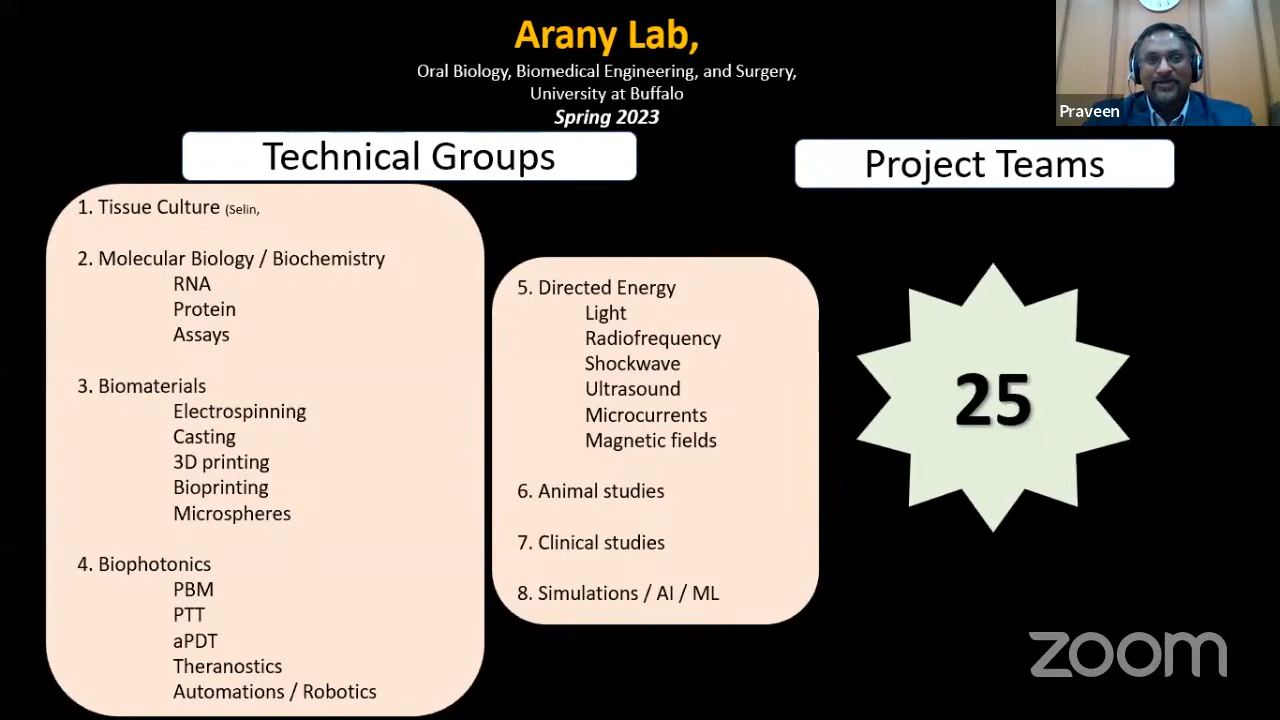 Arany Lab,
Oral Biology, Biomedical Engineering, and Surgery,
University at Buffalo
Spring 2023
Praveen
Technical Groups
Project Teams
1. Tissue Culture (Selin,
2. Molecular Biology / Biochemistry
RNA
Protein
Assays
3. Biomaterials
Electrospinning
Casting
3D printing
Bioprinting
Microspheres
4. Biophotonics
PBM
PTT
aPDT
Theranostics
Automations / Robotics
5. Directed Energy
Light
Radiofrequency
Shockwave
Ultrasound
Microcurrents
Magnetic fields
6. Animal studies
7. Clinical studies
8. Simulations / AI / ML
25
zoom